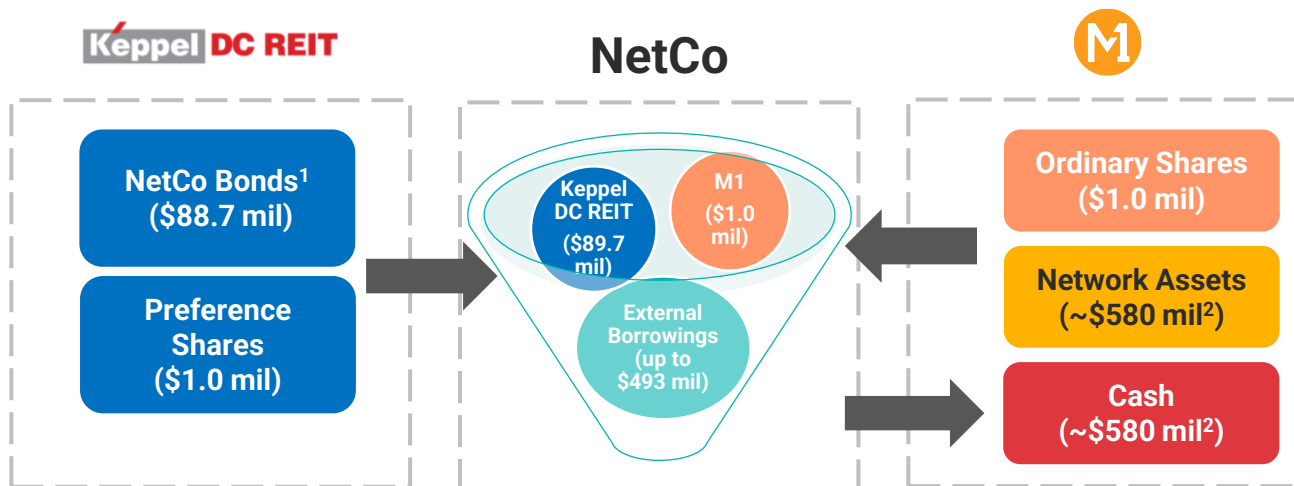 Keppel DC REIT
NetCo
M1
NetCo Bonds¹
($88.7 mil)
Preference
Shares
($1.0 mil)
Keppel
DC REIT
($89.7
mil)
M1
($1.0
mil)
External
Borrowings
(up to
$493 mil)
Ordinary Shares
($1.0 mil)
Network Assets
(~$580 mil²)
Cash
(~$580 mil²)